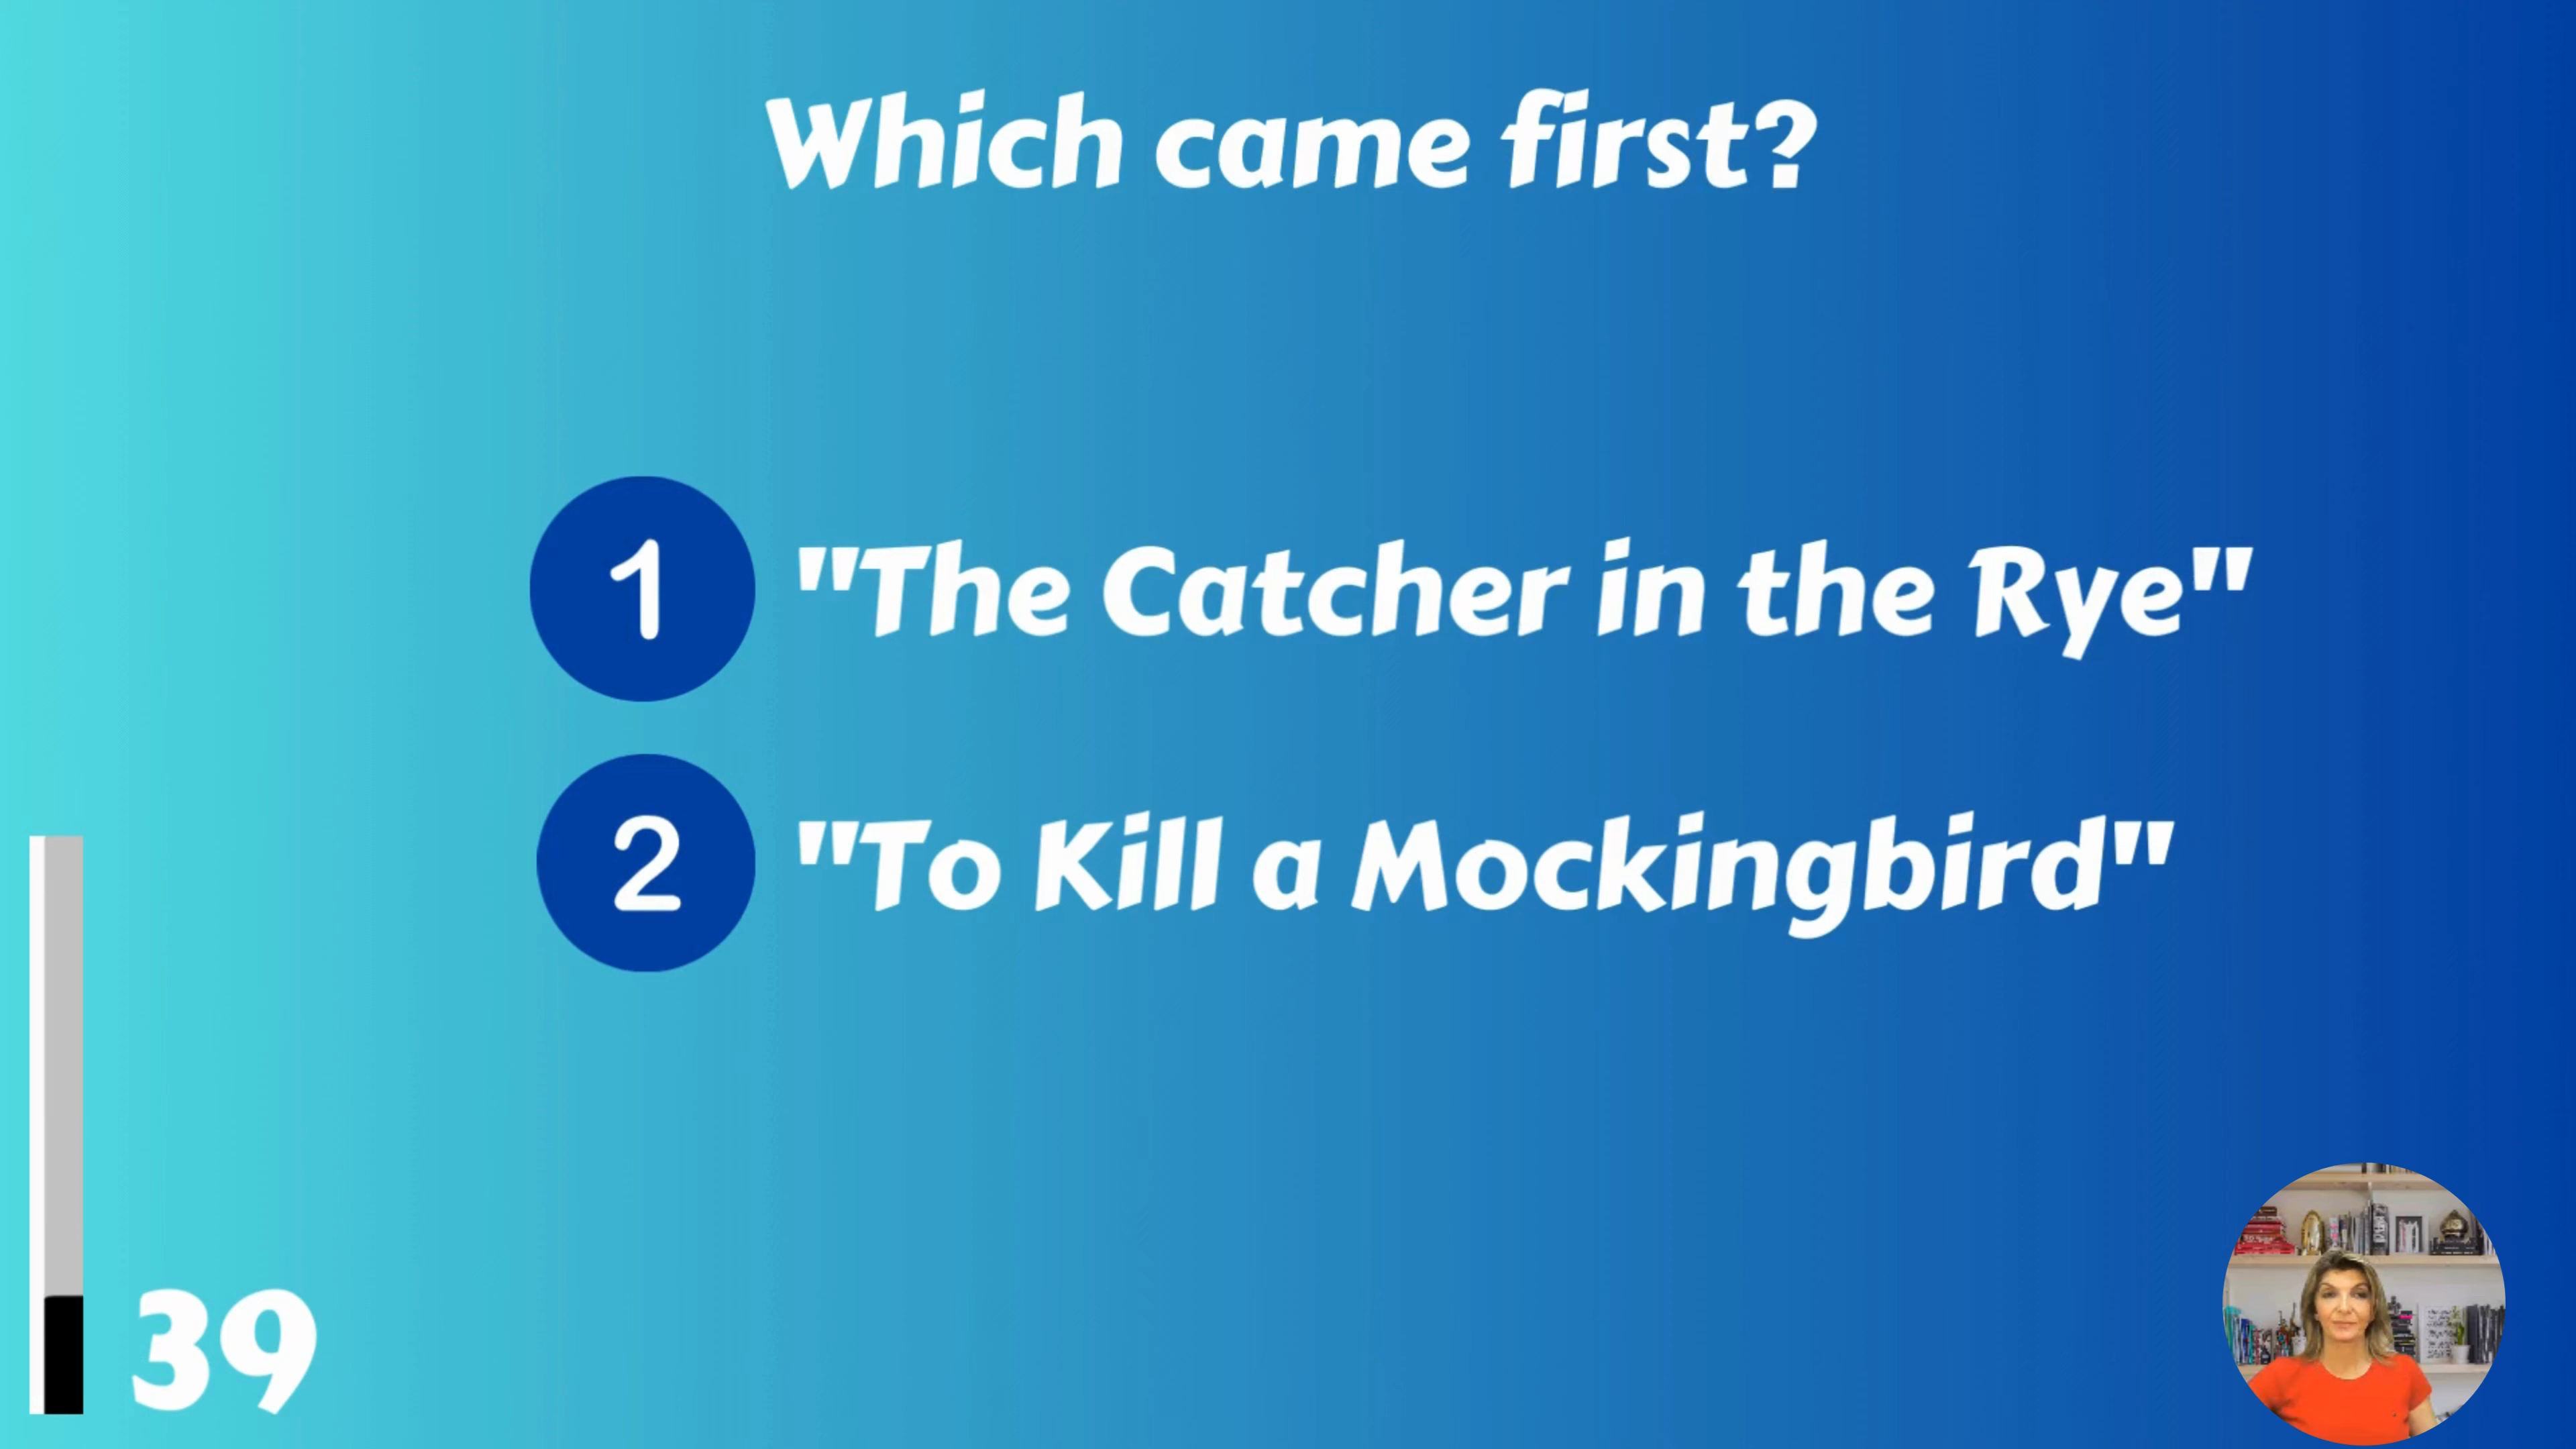 Which came first?
1 "The Catcher in the Rye"
2 "To Kill a Mockingbird"
39